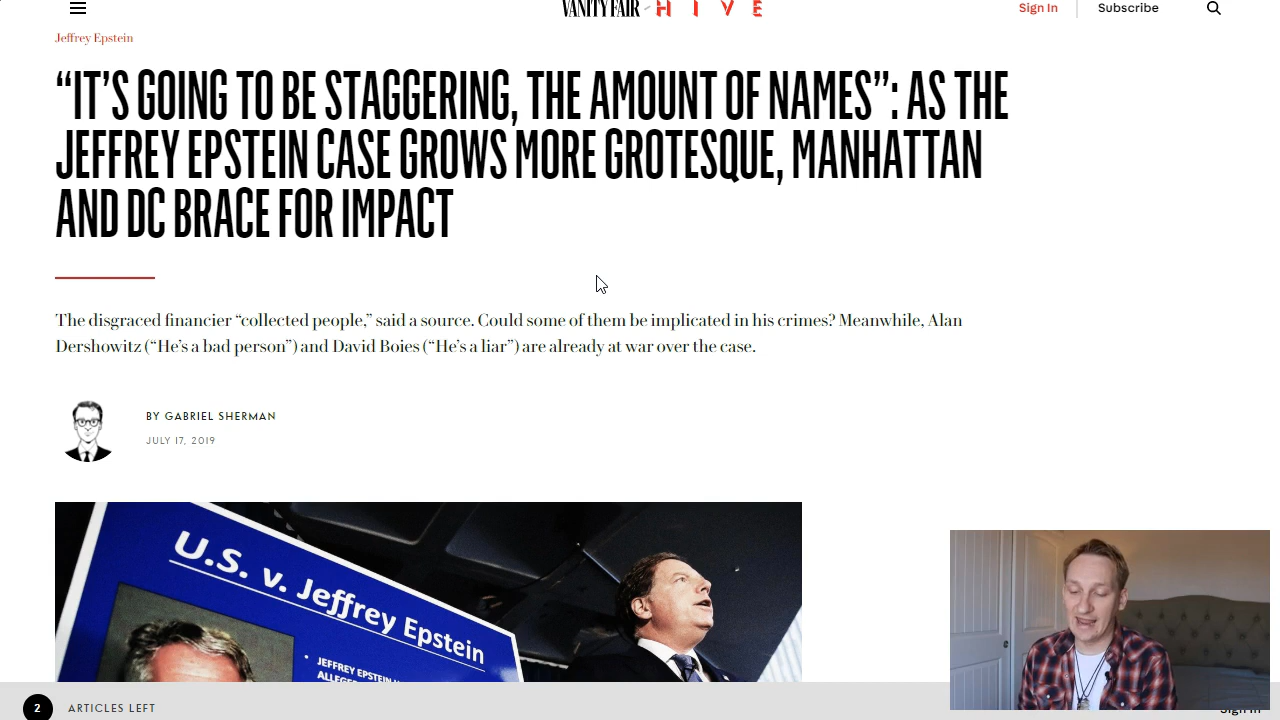 VANITY FAIR HIVE
Sign In
Subscribe
Jeffrey Epstein
“IT’S GOING TO BE STAGGERING, THE AMOUNT OF NAMES”: AS THE
JEFFREY EPSTEIN CASE GROWS MORE GROTESQUE, MANHATTAN
AND DC BRACE FOR IMPACT
The disgraced financier “collected people,” said a source. Could some of them be implicated in his crimes? Meanwhile, Alan
Dershowitz (“He’s a bad person”) and David Boies (“He’s a liar”) are already at war over the case.
BY GABRIEL SHERMAN
JULY 17, 2019
U.S. v. Jeffrey Epstein
• JEFFREY EPSTEIN
2 ARTICLES LEFT
Sign In